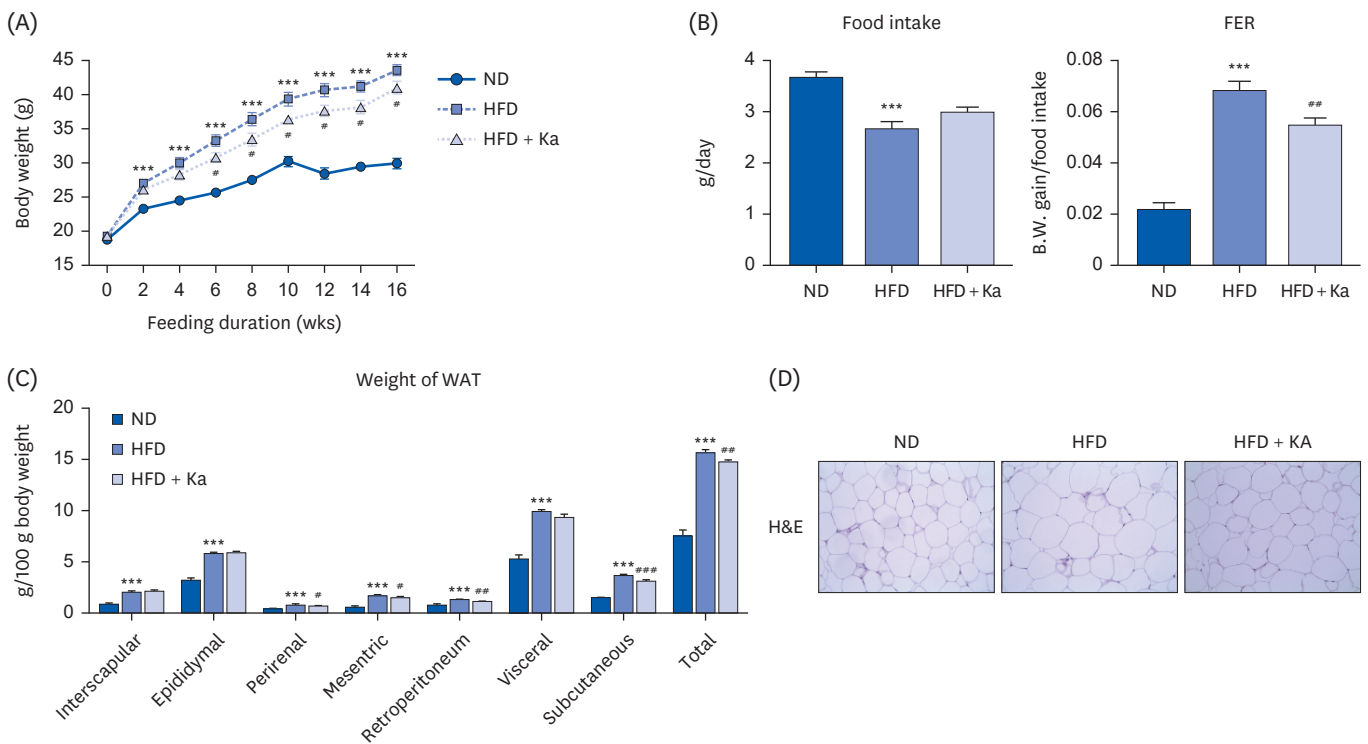 (A)
Body weight (g)
45
40
35
30
25
20
15
***
***
***
***
***
***
***
***
#
#
#
#
#
#
0 2 4 6 8 10 12 14 16
Feeding duration (wks)
ND
HFD
HFD + Ka
(B)
Food intake
g/day
4
3
2
1
0
***
ND HFD HFD + Ka
FER
B.W. gain/food intake
0.08
0.06
0.04
0.02
0
***
##
ND HFD HFD + Ka
(C)
Weight of WAT
g/100 g body weight
20
15
10
5
0
ND
HFD
HFD + Ka
***
***
*** #
*** #
*** ##
***
*** ###
*** ##
Interscapular
Epididymal
Perirenal
Mesentric
Retroperitoneum
Visceral
Subcutaneous
Total
(D)
ND HFD HFD + KA
H&E